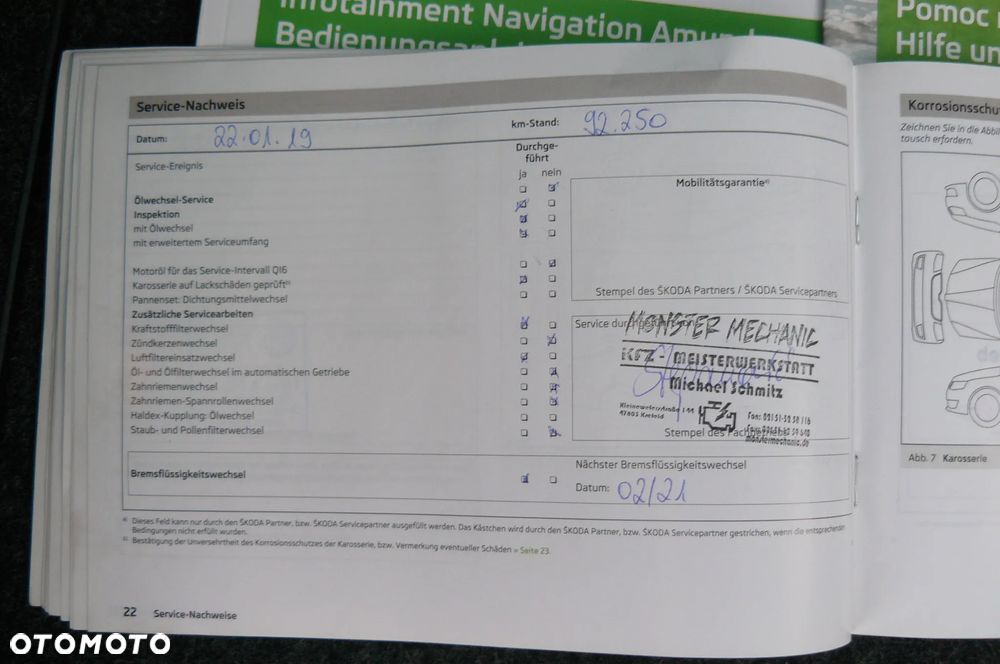 Infotainment Navigation Amund
Bedienungsanlei
Pomoc
Hilfe un
Service-Nachweis
Datum: 22.01.19
km-Stand: 92.250
Service-Ereignis
Durchge-
führt
ja nein
Ölwechsel-Service
Inspektion
mit Ölwechsel
mit erweitertem Serviceumfang
Motoröl für das Service-Intervall QI6
Karosserie auf Lackschäden geprüft b)
Pannenset: Dichtungsmittelwechsel
Zusätzliche Servicearbeiten
Kraftstofffilterwechsel
Zündkerzenwechsel
Luftfiltereinsatzwechsel
Öl- und Ölfilterwechsel im automatischen Getriebe
Zahnriemenwechsel
Zahnriemen-Spannrollenwechsel
Haldex-Kupplung: Ölwechsel
Staub- und Pollenfilterwechsel
Mobilitätsgarantie a)
Stempel des ŠKODA Partners / ŠKODA Servicepartners
Service durchgeführt
MONSTER MECHANIC
KFZ - MEISTERWERKSTATT
Michael Schmitz
47803 Krefeld
monstermechanic.de
Stempel des Fachbetriebs
Bremsflüssigkeitswechsel
Nächster Bremsflüssigkeitswechsel
Datum: 02/21
a) Dieses Feld kann nur durch den ŠKODA Partner, bzw. ŠKODA Servicepartner ausgefüllt werden. Das Kästchen wird durch den ŠKODA Partner, bzw. ŠKODA Servicepartner gestrichen, wenn die entsprechenden
Bedingungen nicht erfüllt wurden.
b) Bestätigung der Unversehrtheit des Korrosionsschutzes der Karosserie, bzw. Vermerkung eventueller Schäden » Seite 23.
22 Service-Nachweise
Korrosionsschu
Zeichnen Sie in die Abbil
tausch erfordern.
Abb. 7 Karosserie
OTOMOTO